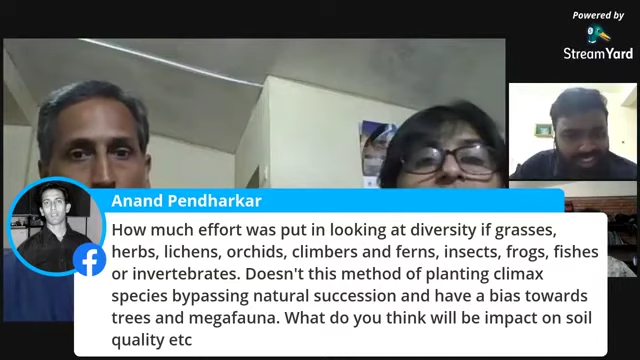 Powered by
StreamYard
Anand Pendharkar
How much effort was put in looking at diversity if grasses,
herbs, lichens, orchids, climbers and ferns, insects, frogs, fishes
or invertebrates. Doesn't this method of planting climax
species bypassing natural succession and have a bias towards
trees and megafauna. What do you think will be impact on soil
quality etc